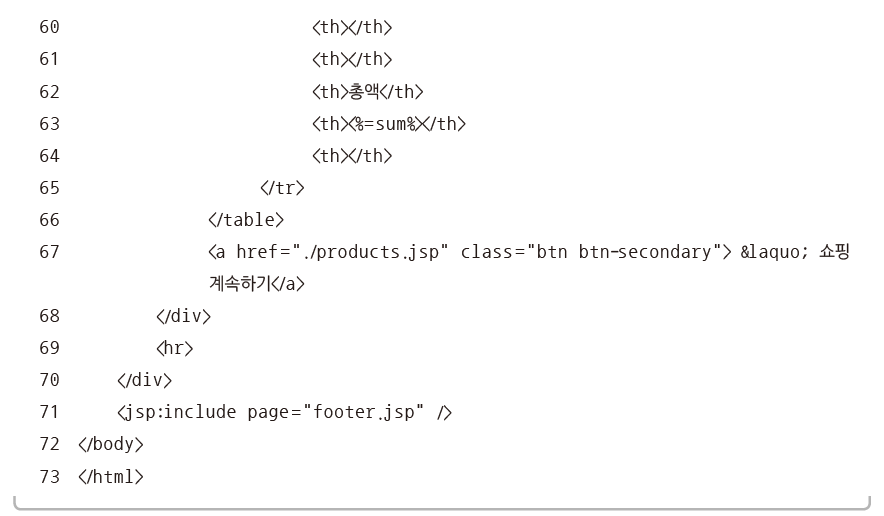 60                         <th></th>
61                         <th></th>
62                         <th>총액</th>
63                         <th><%=sum%></th>
64                         <th></th>
65                     </tr>
66                 </table>
67                 <a href="./products.jsp" class="btn btn-secondary"> &laquo; 쇼핑
                   계속하기</a>
68             </div>
69             <hr>
70         </div>
71         <jsp:include page="footer.jsp" />
72     </body>
73     </html>